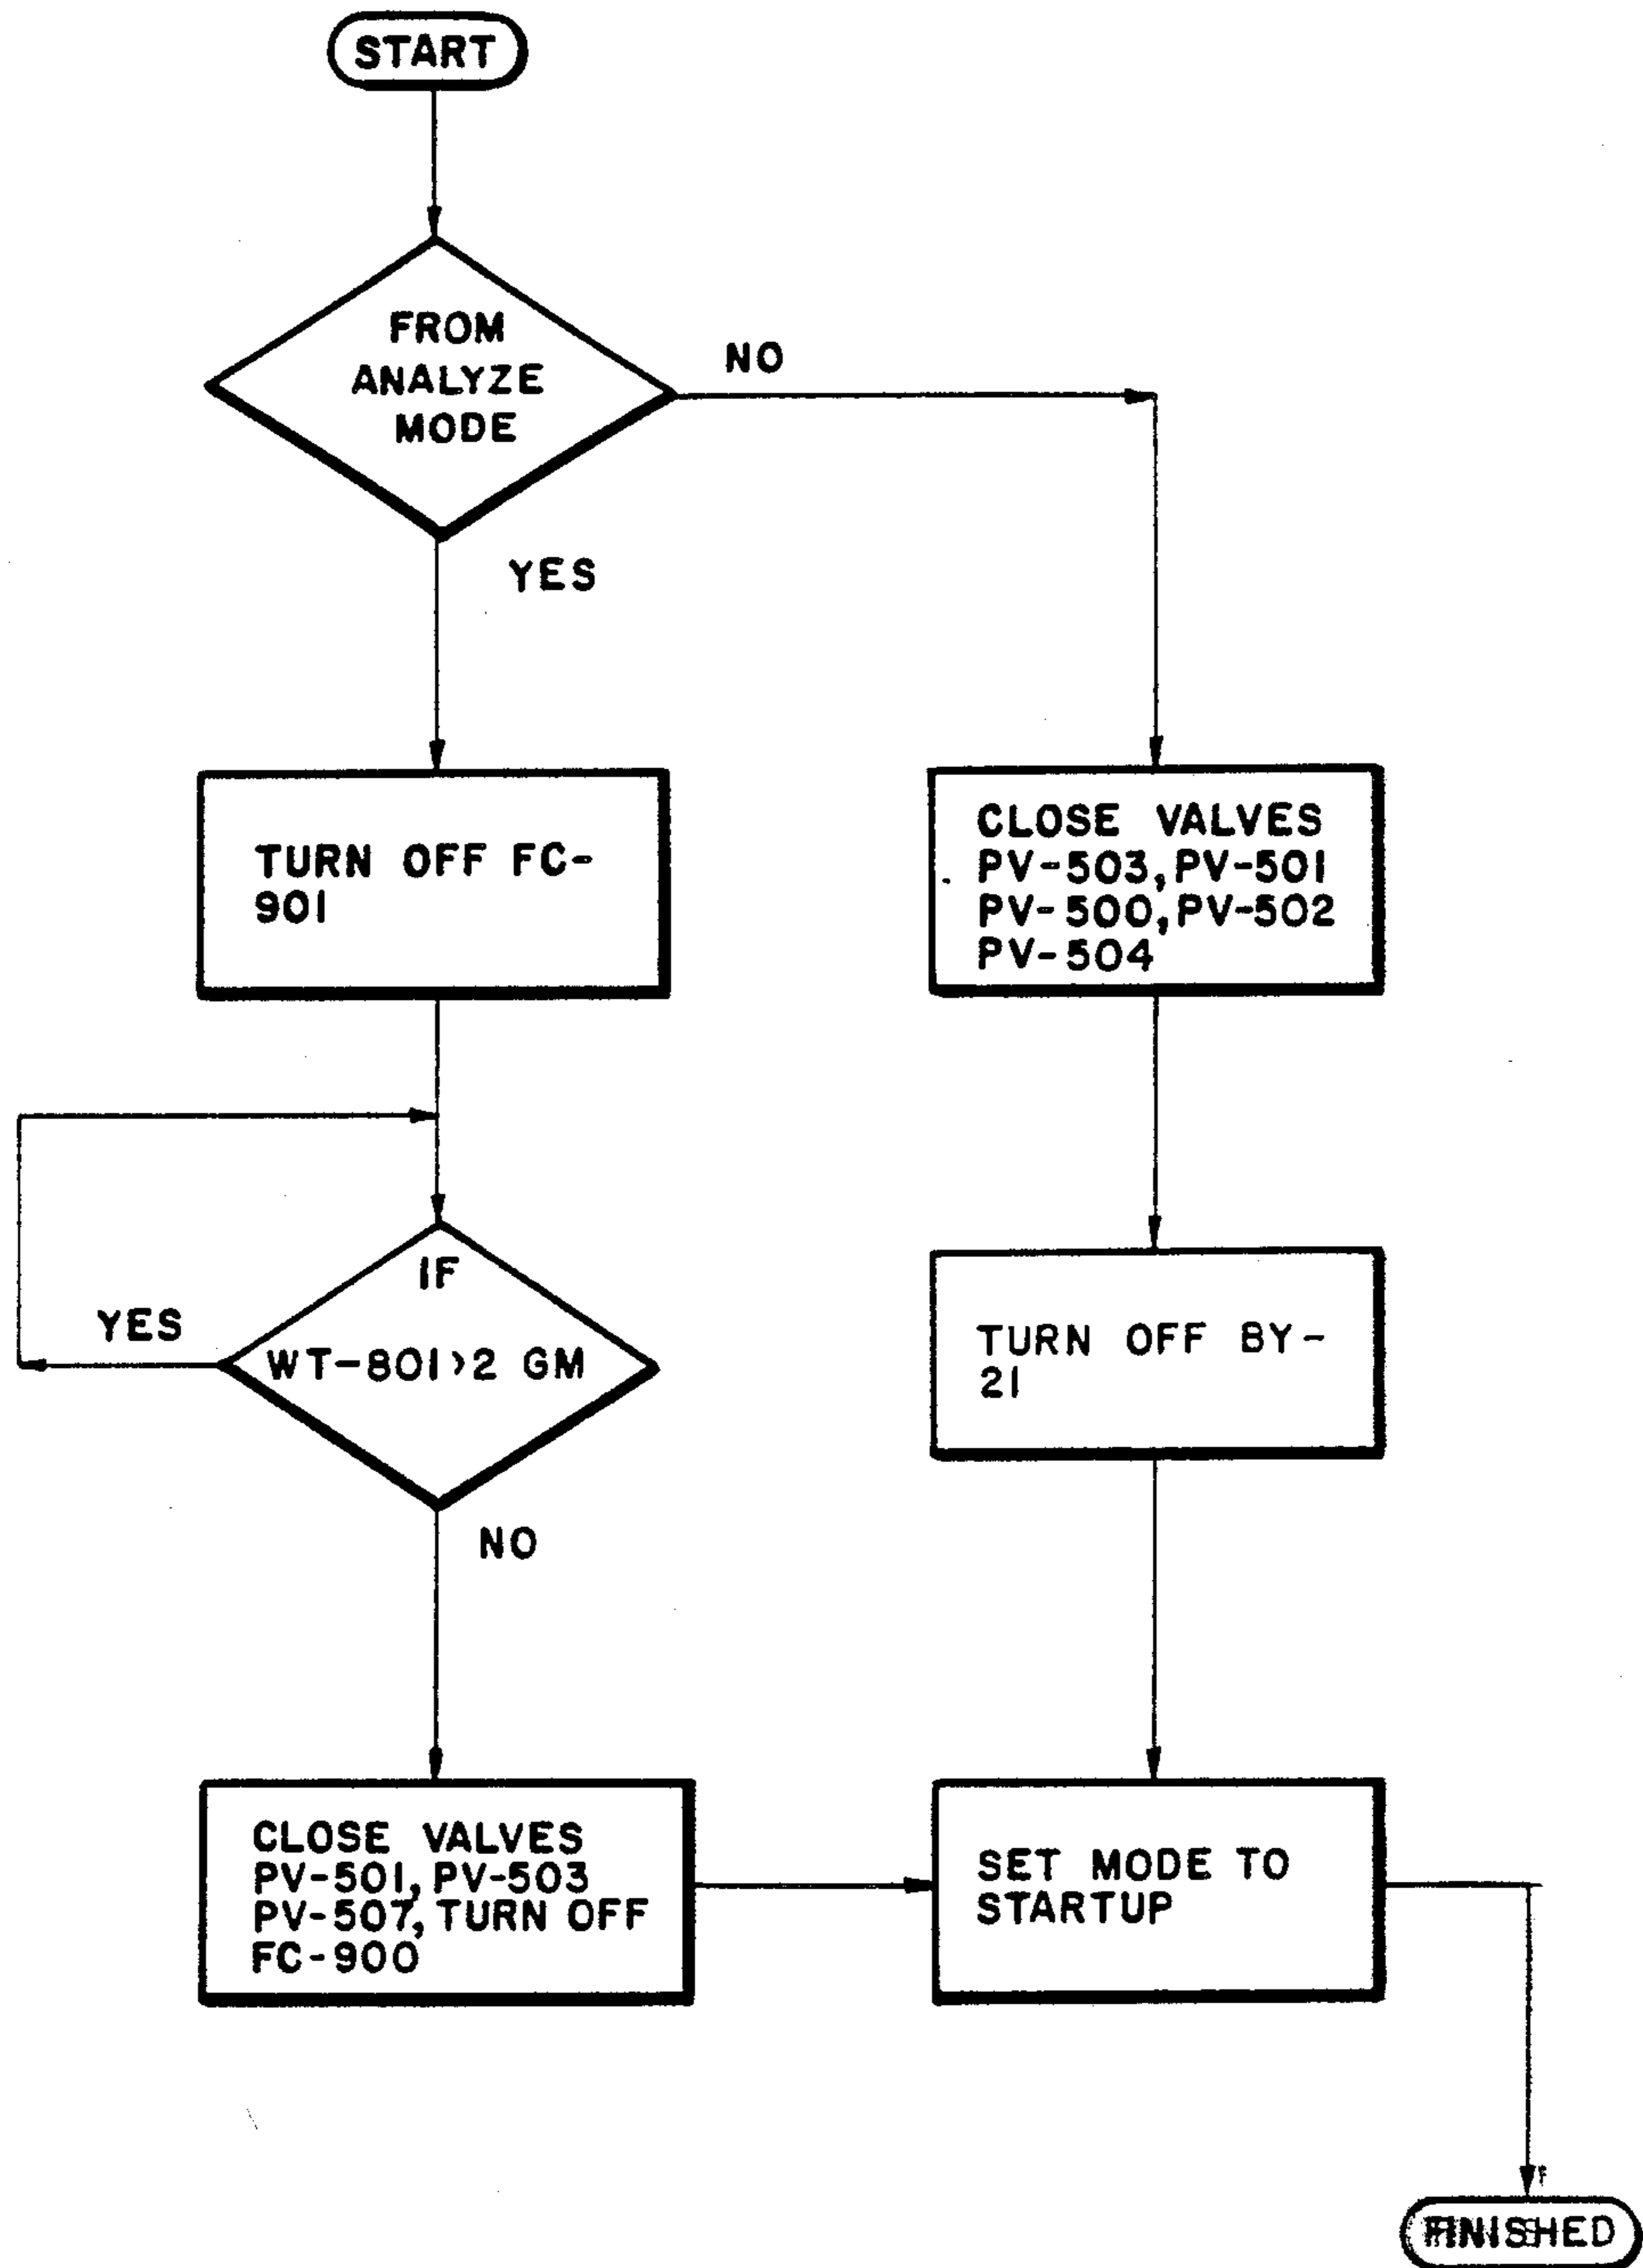 START
FROM
ANALYZE
MODE
NO
YES
TURN OFF FC-
901
CLOSE VALVES
PV-503, PV-501
PV-500, PV-502
PV-504
IF
WT-801>2 GM
YES
NO
TURN OFF BY-
21
CLOSE VALVES
PV-501, PV-503
PV-507, TURN OFF
FC-900
SET MODE TO
STARTUP
FINISHED